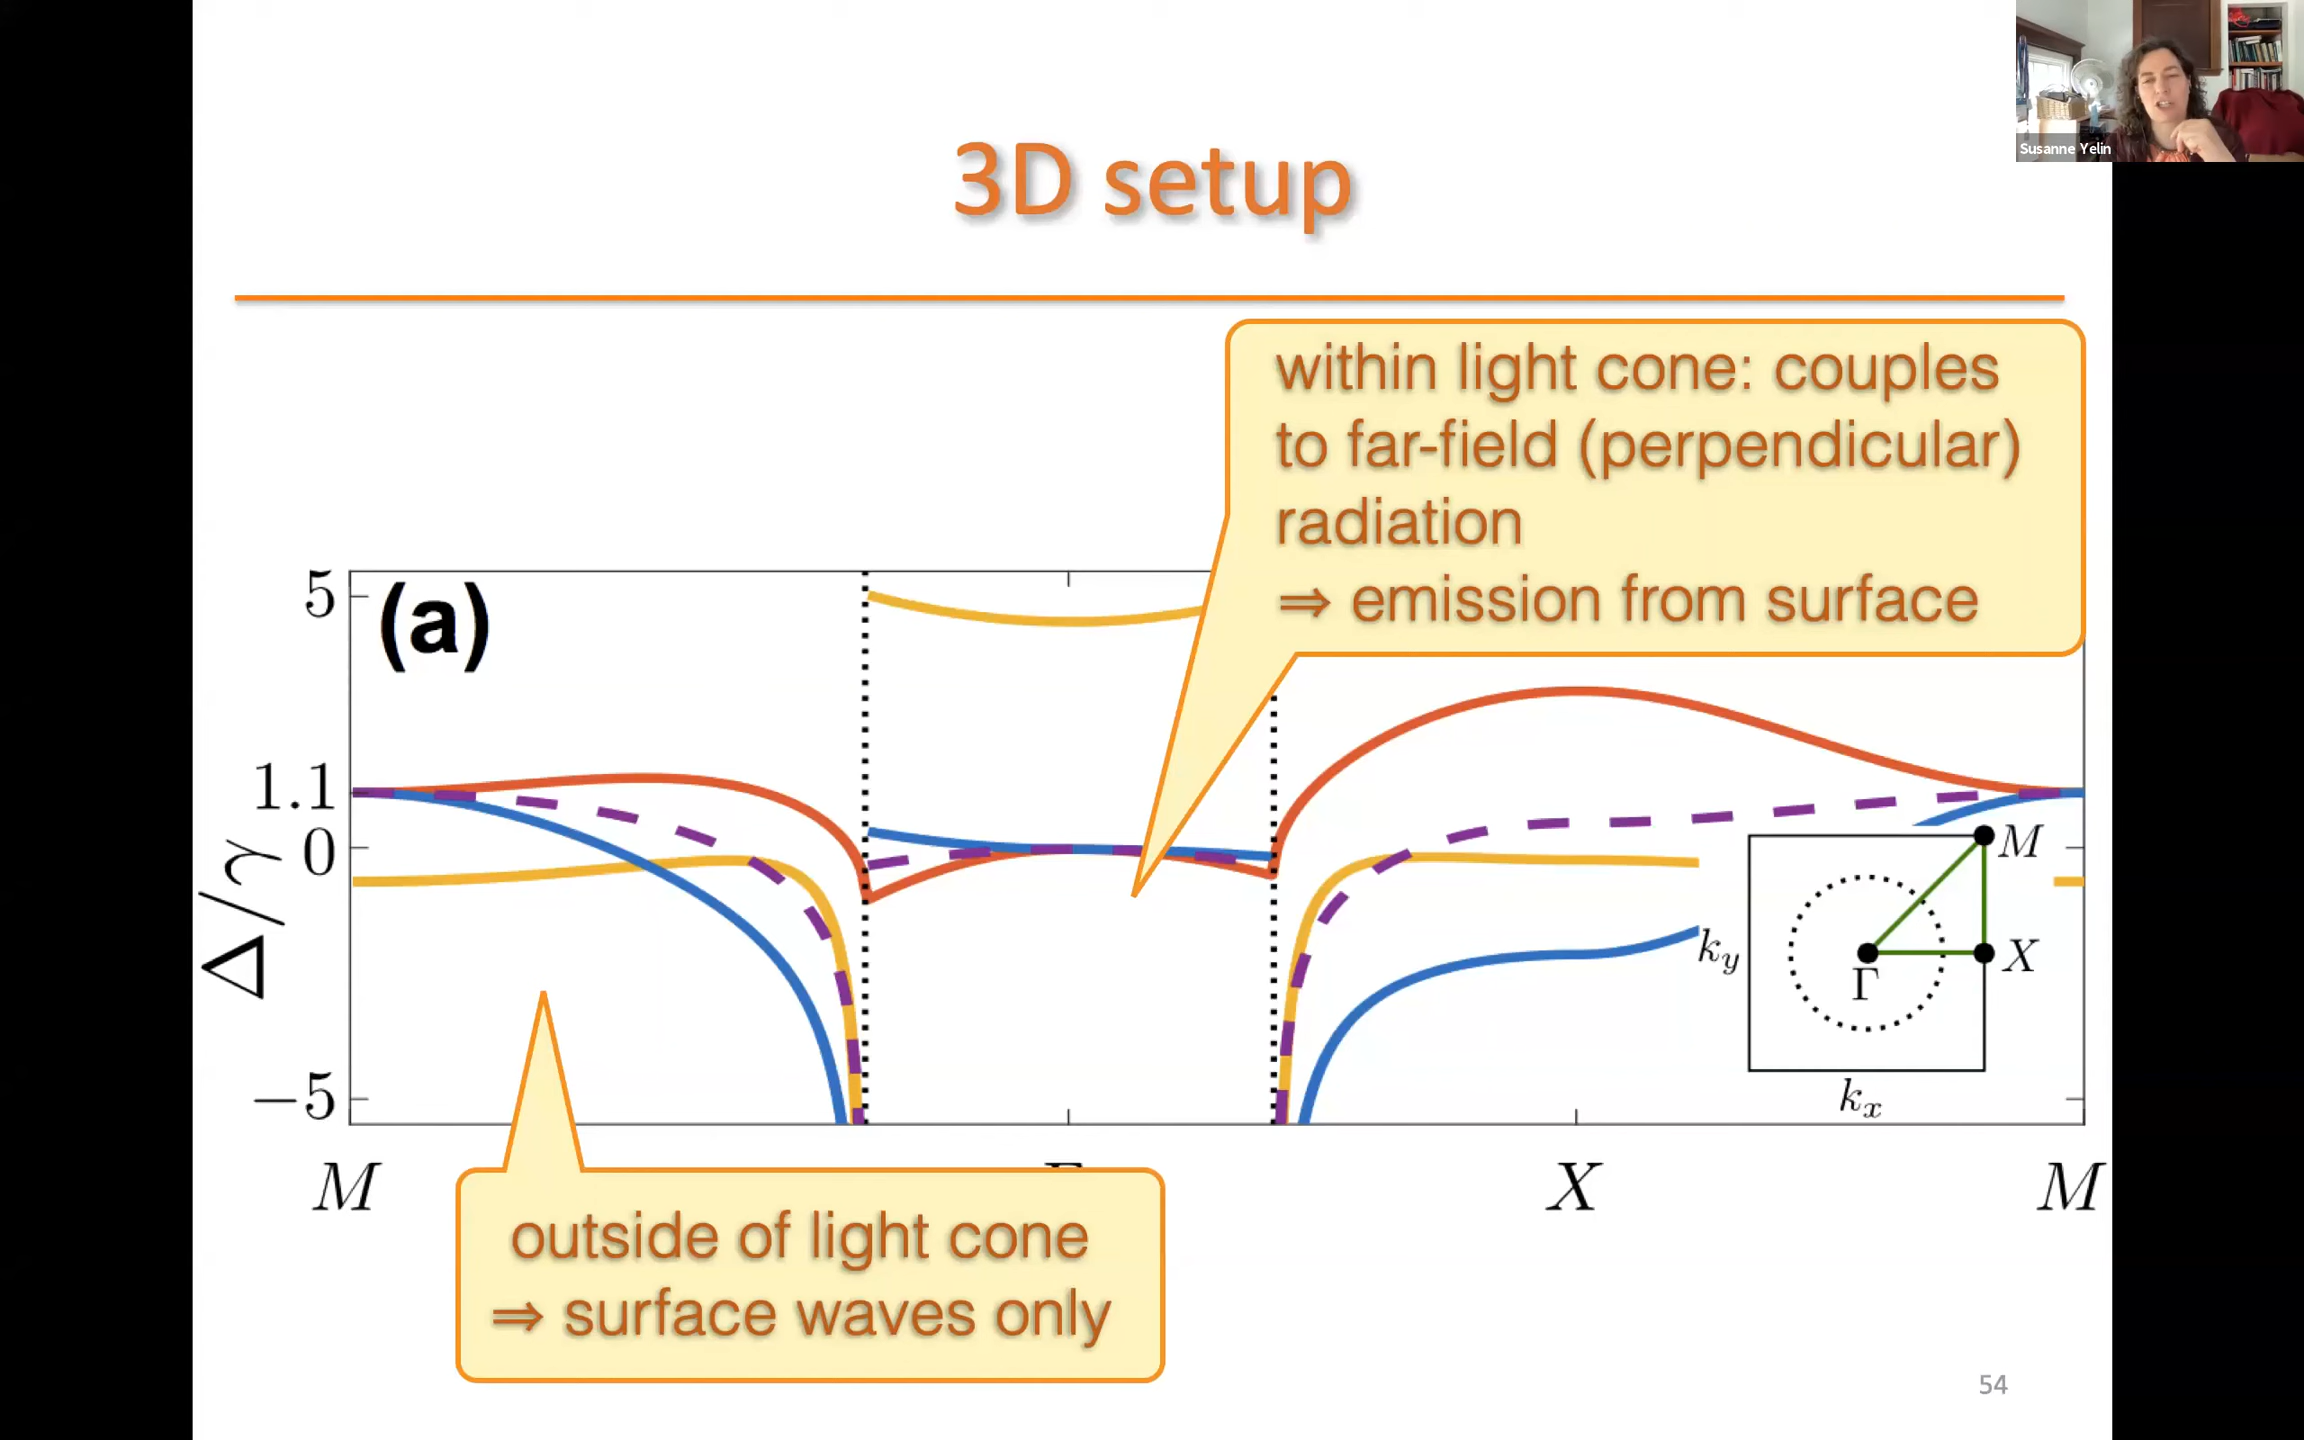 Susanne Yelin
3D setup
within light cone: couples
to far-field (perpendicular)
radiation
⇒ emission from surface
(a)
5
1.1
0
−5
Δ/γ
M
X
M
M
X
Γ
k_y
k_x
outside of light cone
⇒ surface waves only
54